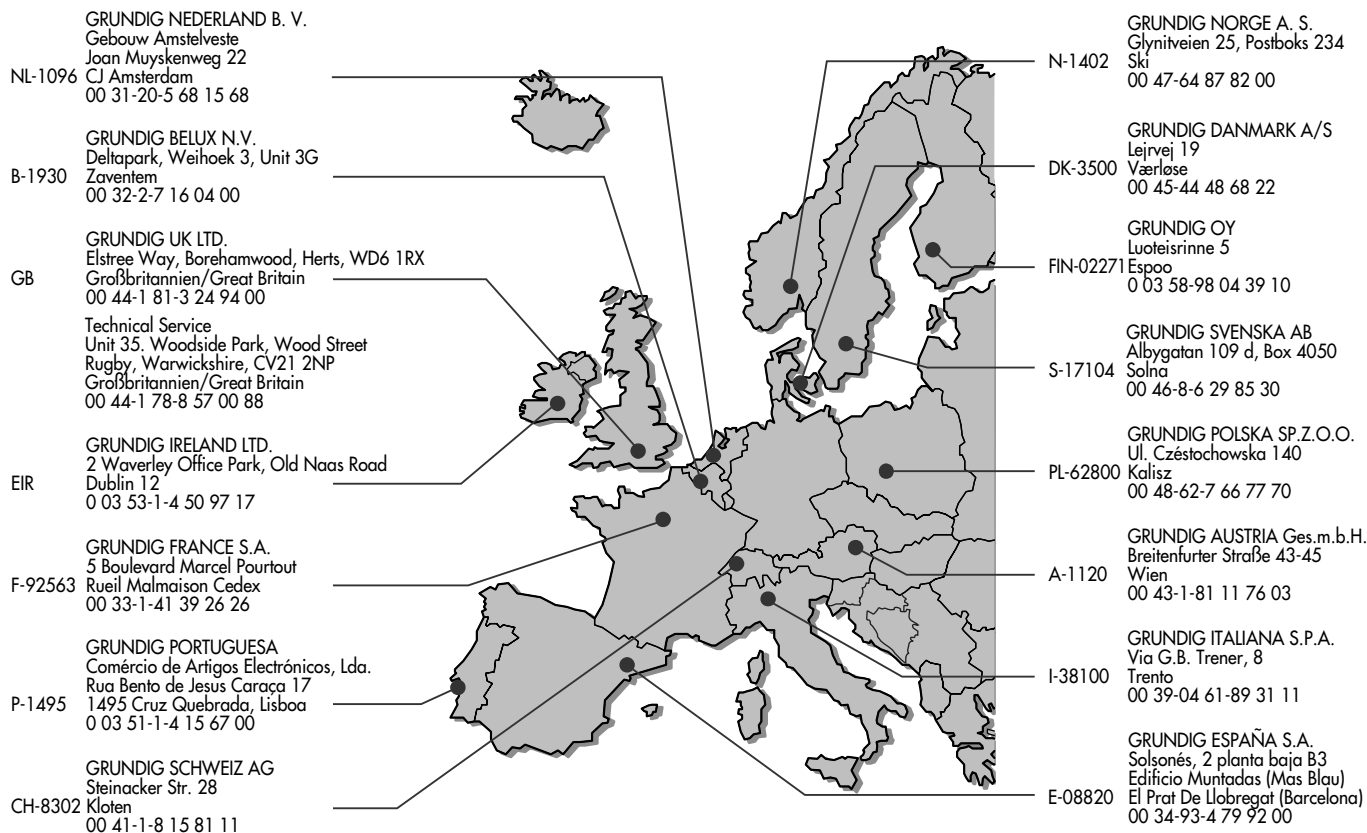 GRUNDIG NEDERLAND B. V.
Gebouw Amstelveste
Joan Muyskenweg 22
NL-1096 CJ Amsterdam
00 31-20-5 68 15 68
GRUNDIG BELUX N.V.
Deltapark, Weihoek 3, Unit 3G
B-1930 Zaventem
00 32-2-7 16 04 00
GRUNDIG UK LTD.
Elstree Way, Borehamwood, Herts, WD6 1RX
GB Großbritannien/Great Britain
00 44-1 81-3 24 94 00
Technical Service
Unit 35. Woodside Park, Wood Street
Rugby, Warwickshire, CV21 2NP
Großbritannien/Great Britain
00 44-1 78-8 57 00 88
GRUNDIG IRELAND LTD.
2 Waverley Office Park, Old Naas Road
EIR Dublin 12
0 03 53-1-4 50 97 17
GRUNDIG FRANCE S.A.
5 Boulevard Marcel Pourtout
F-92563 Rueil Malmaison Cedex
00 33-1-41 39 26 26
GRUNDIG PORTUGUESA
Comércio de Artigos Electrónicos, Lda.
Rua Bento de Jesus Caraça 17
P-1495 1495 Cruz Quebrada, Lisboa
0 03 51-1-4 15 67 00
GRUNDIG SCHWEIZ AG
Steinacker Str. 28
CH-8302 Kloten
00 41-1-8 15 81 11
GRUNDIG NORGE A. S.
Glynitveien 25, Postboks 234
N-1402 Ski
00 47-64 87 82 00
GRUNDIG DANMARK A/S
Lejrvej 19
DK-3500 Værløse
00 45-44 48 68 22
GRUNDIG OY
Luoteisrinne 5
FIN-02271 Espoo
0 03 58-98 04 39 10
GRUNDIG SVENSKA AB
Albygatan 109 d, Box 4050
S-17104 Solna
00 46-8-6 29 85 30
GRUNDIG POLSKA SP.Z.O.O.
Ul. Czéstochowska 140
PL-62800 Kalisz
00 48-62-7 66 77 70
GRUNDIG AUSTRIA Ges.m.b.H.
Breitenfurter Straße 43-45
A-1120 Wien
00 43-1-81 11 76 03
GRUNDIG ITALIANA S.P.A.
Via G.B. Trener, 8
I-38100 Trento
00 39-04 61-89 31 11
GRUNDIG ESPAÑA S.A.
Solsonés, 2 planta baja B3
Edificio Muntadas (Mas Blau)
E-08820 El Prat De Llobregat (Barcelona)
00 34-93-4 79 92 00